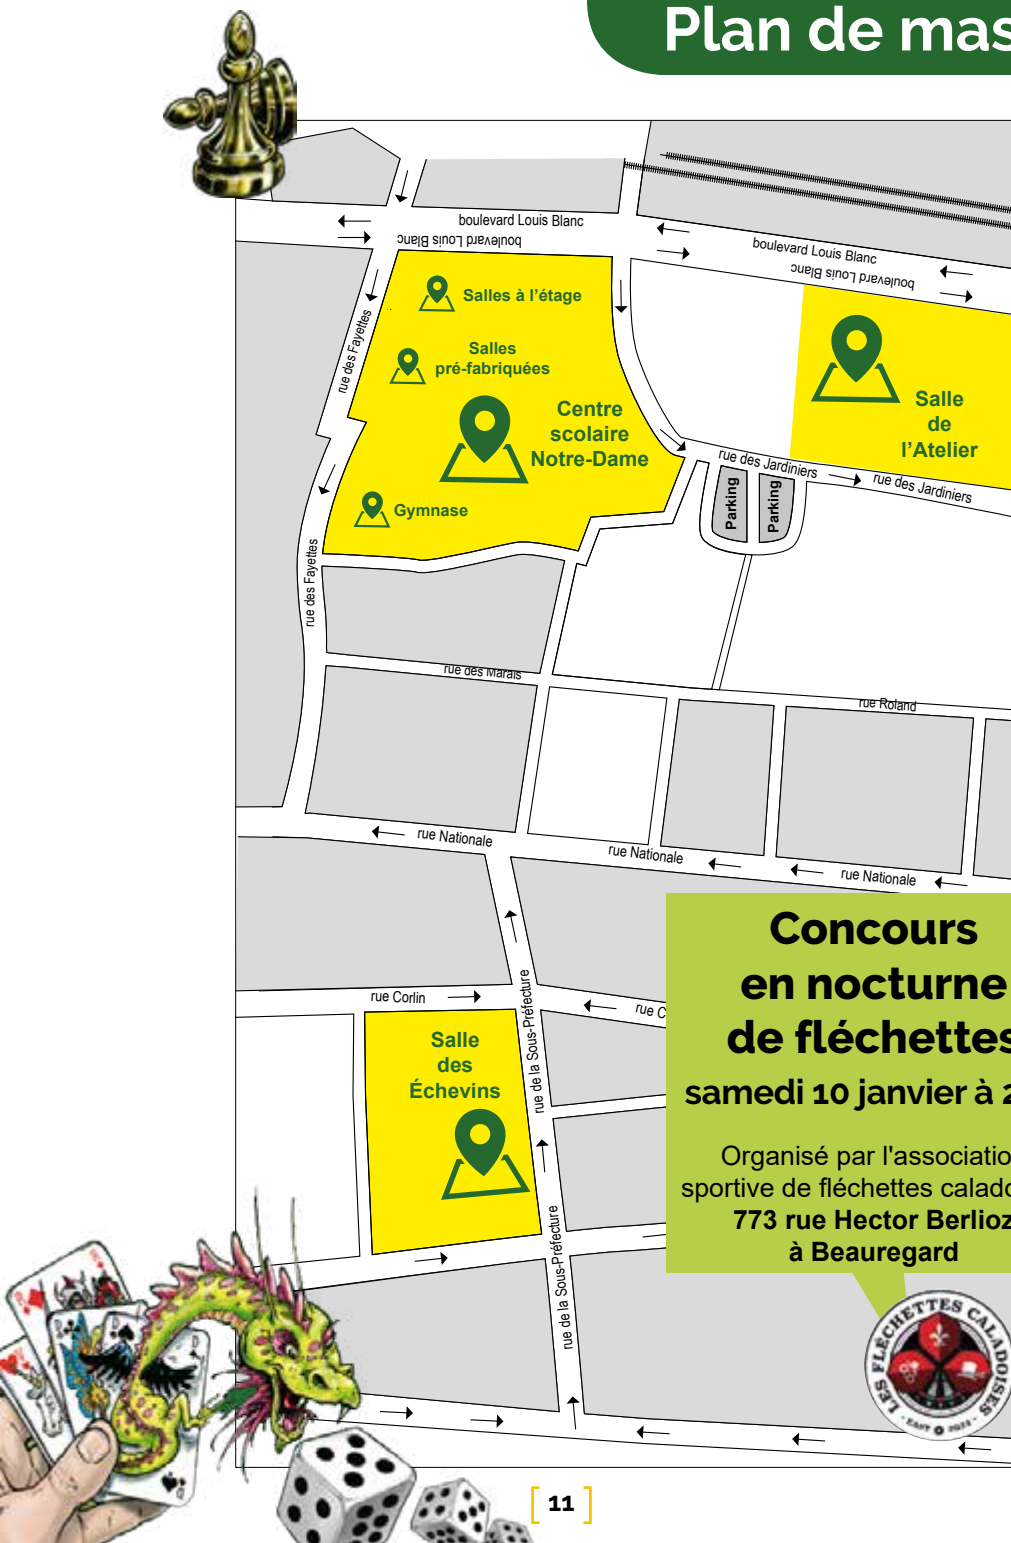 Plan de mas
boulevard Louis Blanc
boulevard Louis Blanc
boulevard Louis Blanc
boulevard Louis Blanc
Salles à l'étage
Salles
pré-fabriquées
Centre
scolaire
Notre-Dame
Gymnase
rue des Fayettes
rue des Fayettes
Salle
de
l'Atelier
rue des Jardiniers
rue des Jardiniers
Parking
Parking
rue des Marais
rue Roland
rue Nationale
rue Nationale
rue Nationale
rue Corlin
rue C
rue de la Sous-Préfecture
rue de la Sous-Préfecture
Salle
des
Échevins
Concours
en nocturne
de fléchettes
samedi 10 janvier à 2
Organisé par l'associatio
sportive de fléchettes calado
773 rue Hector Berlioz
à Beauregard
LES FLÉCHETTES CALADOISES
11